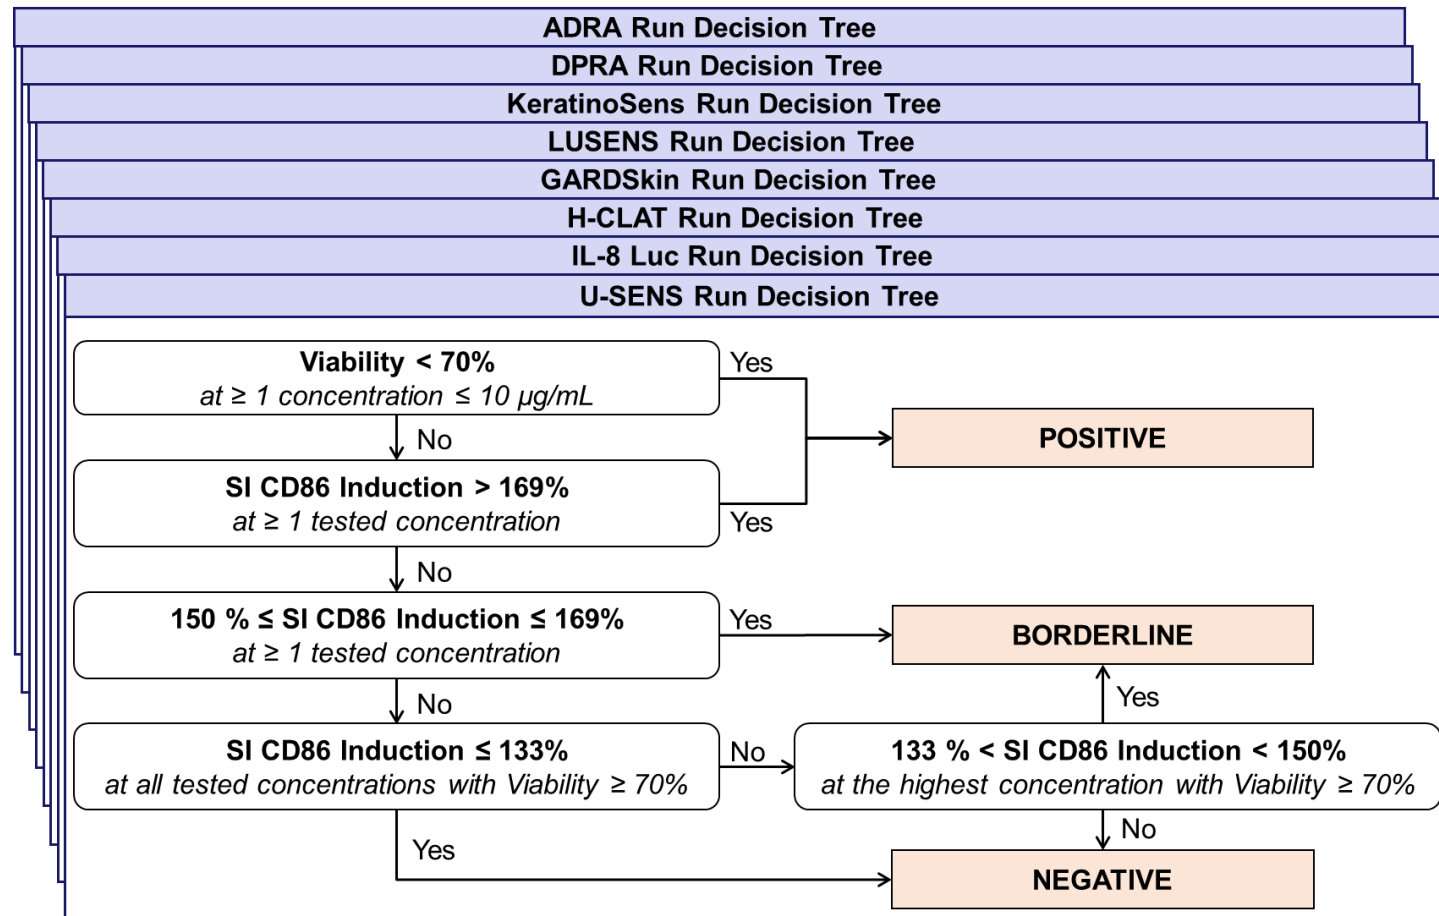 ADRA Run Decision Tree
DPRA Run Decision Tree
KeratinoSens Run Decision Tree
LUSENS Run Decision Tree
GARDSkin Run Decision Tree
H-CLAT Run Decision Tree
IL-8 Luc Run Decision Tree
U-SENS Run Decision Tree
Viability < 70%
at ≥ 1 concentration ≤ 10 µg/mL
Yes
No
POSITIVE
SI CD86 Induction > 169%
at ≥ 1 tested concentration
Yes
No
150 % ≤ SI CD86 Induction ≤ 169%
at ≥ 1 tested concentration
Yes
BORDERLINE
No
Yes
SI CD86 Induction ≤ 133%
at all tested concentrations with Viability ≥ 70%
No
133 % < SI CD86 Induction < 150%
at the highest concentration with Viability ≥ 70%
Yes
No
NEGATIVE